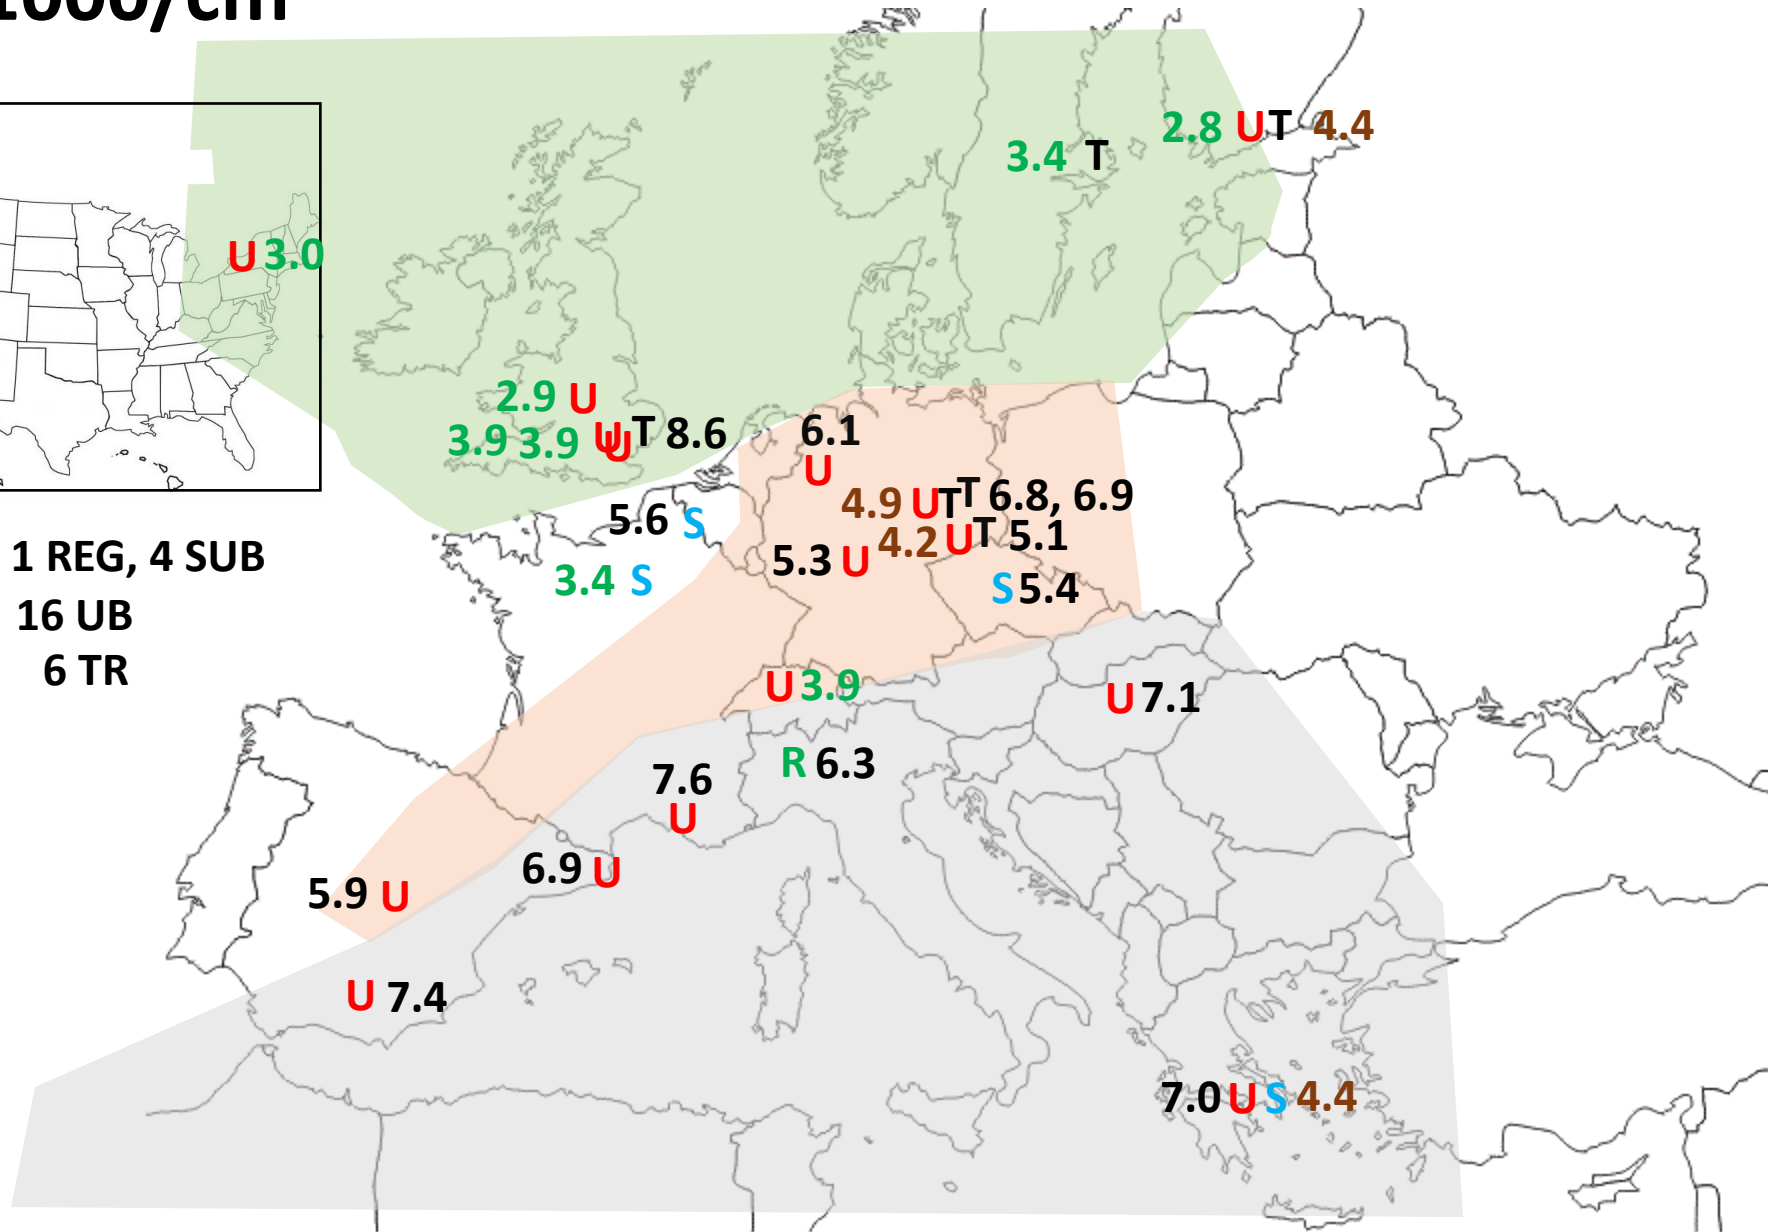 2.8 UT 4.4
3.4 T
U 3.0
2.9 U
3.9 3.9 UU T 8.6
6.1
U
4.9 UT T 6.8, 6.9
5.6 S
4.2 U T 5.1
5.3 U
1 REG, 4 SUB
3.4 S
S 5.4
16 UB
6 TR
U 3.9
U 7.1
R 6.3
7.6
U
6.9 U
5.9 U
U 7.4
7.0 U S 4.4